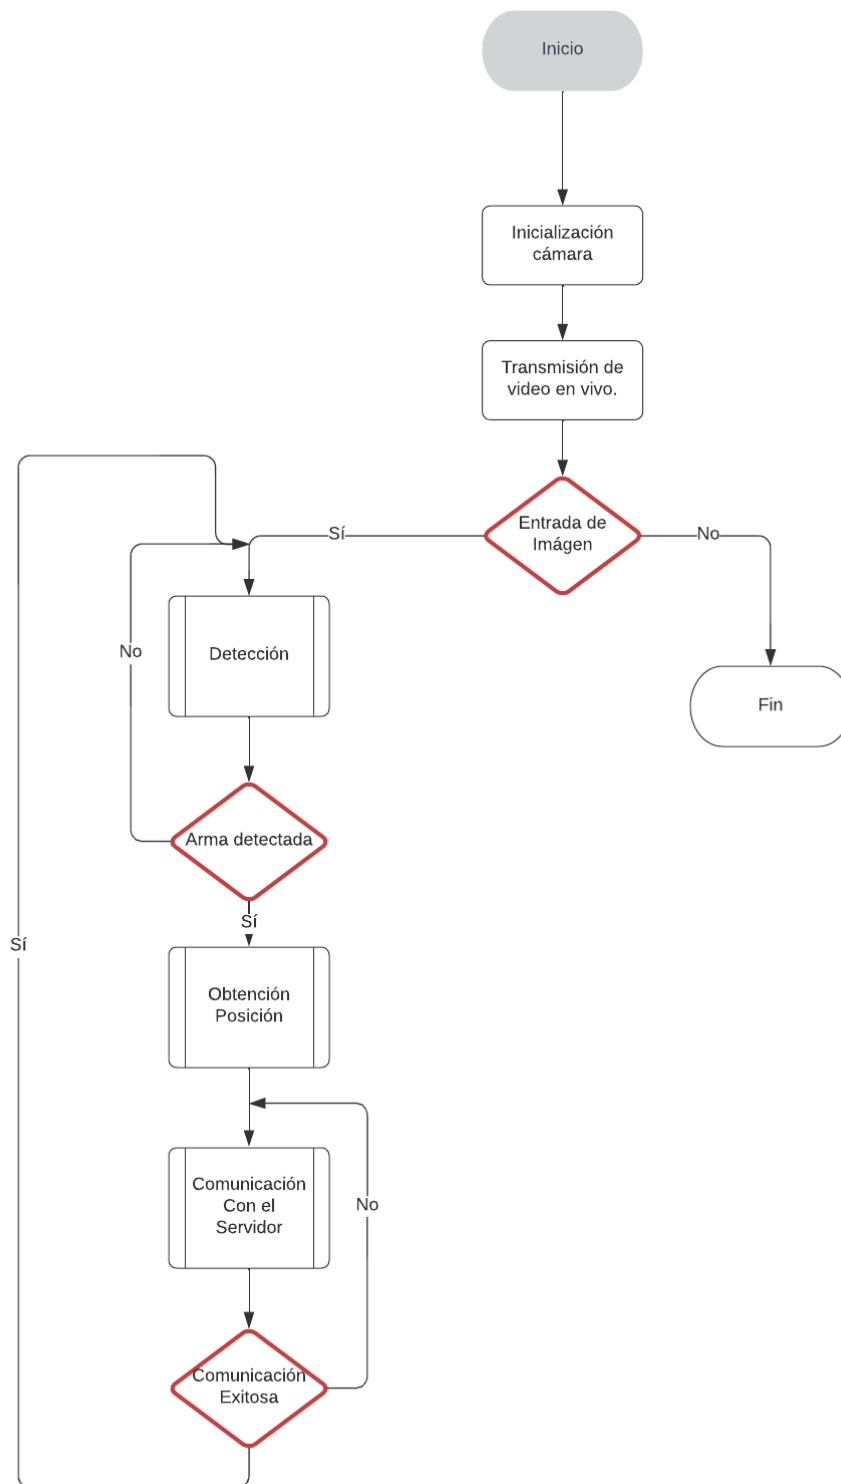 Inicio
Inicialización
cámara
Transmisión de
video en vivo.
Entrada de
Imágen
Sí
No
Detección
No
Fin
Arma detectada
Sí
Sí
Obtención
Posición
Comunicación
Con el
Servidor
No
Comunicación
Exitosa